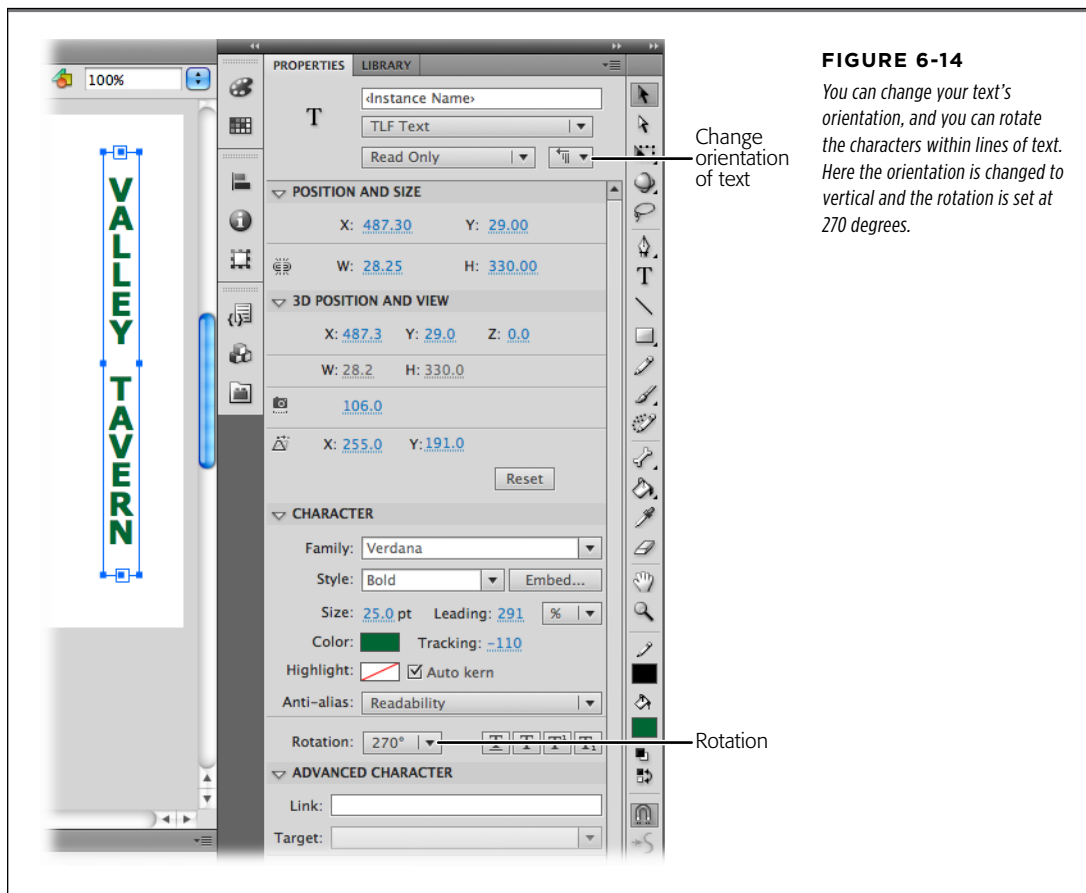 100%
VALLEY TAVERN
PROPERTIES LIBRARY
T
‹Instance Name›
TLF Text
Read Only
POSITION AND SIZE
X: 487.30 Y: 29.00
W: 28.25 H: 330.00
3D POSITION AND VIEW
X: 487.3 Y: 29.0 Z: 0.0
W: 28.2 H: 330.0
106.0
X: 255.0 Y: 191.0
Reset
CHARACTER
Family: Verdana
Style: Bold Embed...
Size: 25.0 pt Leading: 291 %
Color: Tracking: -110
Highlight: Auto kern
Anti-alias: Readability
Rotation: 270° T T T¹ T₁
ADVANCED CHARACTER
Link:
Target:
T
Change
orientation
of text
Rotation
FIGURE 6-14
You can change your text's
orientation, and you can rotate
the characters within lines of text.
Here the orientation is changed to
vertical and the rotation is set at
270 degrees.